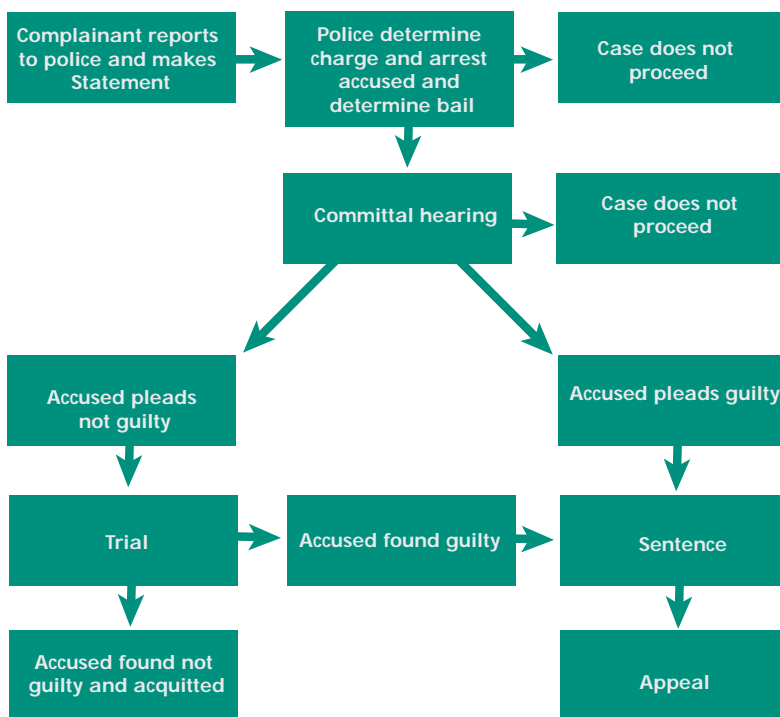 Complainant reports
to police and makes
Statement
Police determine
charge and arrest
accused and
determine bail
Case does not
proceed
Committal hearing
Case does not
proceed
Accused pleads
not guilty
Accused pleads guilty
Trial
Accused found guilty
Sentence
Accused found not
guilty and acquitted
Appeal